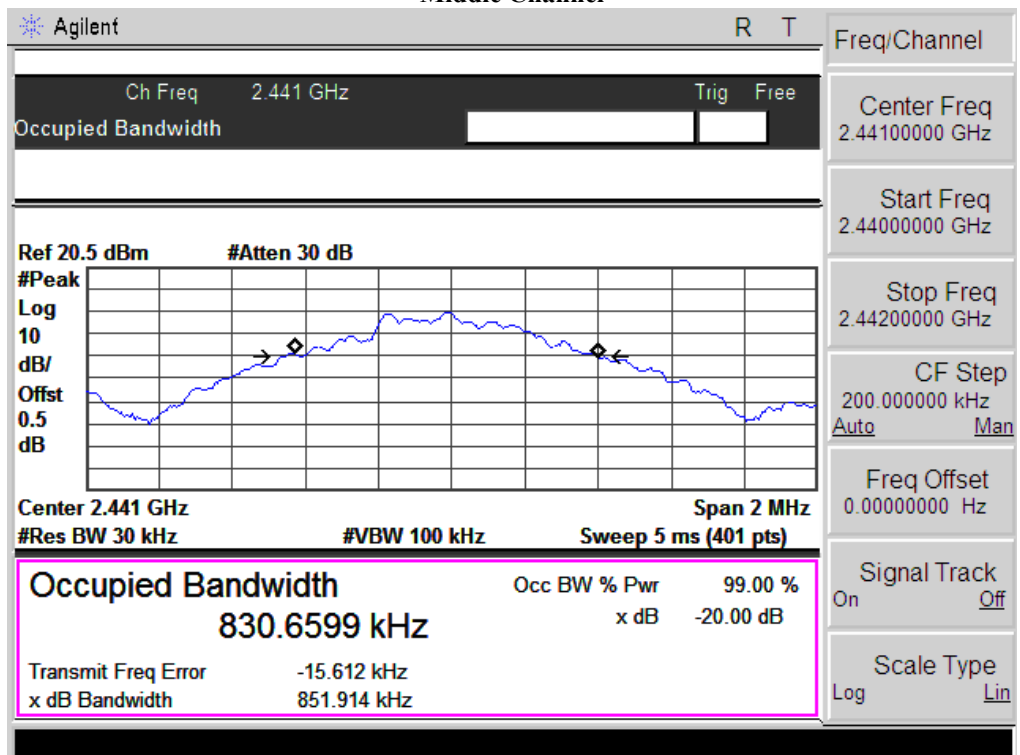 Middle Channel
Agilent R T
Freq/Channel
Ch Freq 2.441 GHz Trig Free
Occupied Bandwidth
Center Freq
2.44100000 GHz
Start Freq
2.44000000 GHz
Stop Freq
2.44200000 GHz
CF Step
200.000000 kHz
Auto Man
Freq Offset
0.00000000 Hz
Signal Track
On Off
Scale Type
Log Lin
Ref 20.5 dBm #Atten 30 dB
#Peak
Log
10
dB/
Offst
0.5
dB
Center 2.441 GHz Span 2 MHz
#Res BW 30 kHz #VBW 100 kHz Sweep 5 ms (401 pts)
Occupied Bandwidth Occ BW % Pwr 99.00 %
830.6599 kHz x dB -20.00 dB
Transmit Freq Error -15.612 kHz
x dB Bandwidth 851.914 kHz